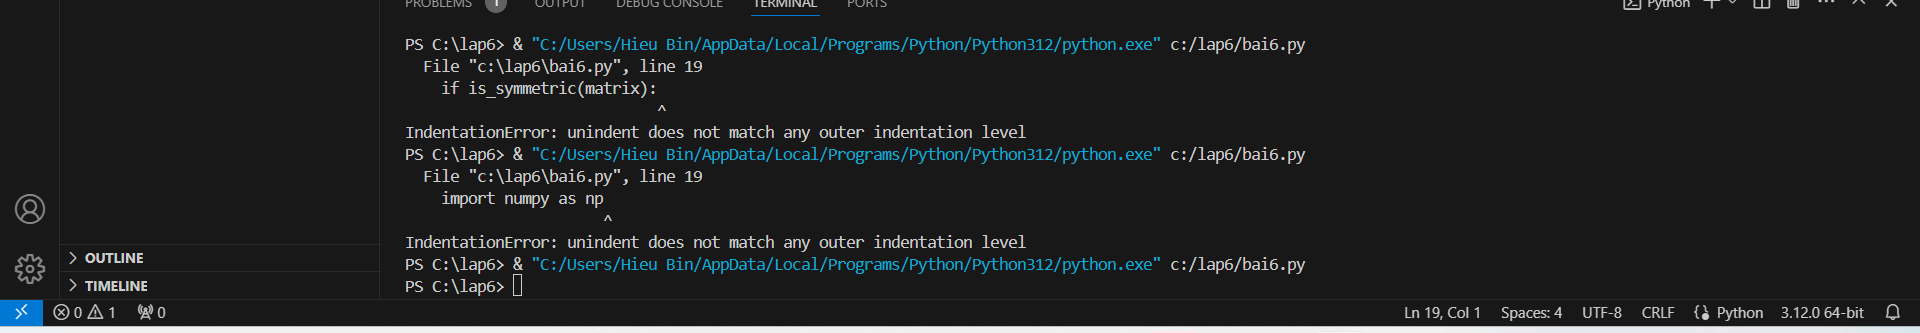 PROBLEMS 1 OUTPUT DEBUG CONSOLE TERMINAL PORTS Python
PS C:\lap6> & "C:/Users/Hieu Bin/AppData/Local/Programs/Python/Python312/python.exe" c:/lap6/bai6.py
File "c:\lap6\bai6.py", line 19
if is_symmetric(matrix):
^
IndentationError: unindent does not match any outer indentation level
PS C:\lap6> & "C:/Users/Hieu Bin/AppData/Local/Programs/Python/Python312/python.exe" c:/lap6/bai6.py
File "c:\lap6\bai6.py", line 19
import numpy as np
^
IndentationError: unindent does not match any outer indentation level
PS C:\lap6> & "C:/Users/Hieu Bin/AppData/Local/Programs/Python/Python312/python.exe" c:/lap6/bai6.py
PS C:\lap6>
OUTLINE
TIMELINE
0 1 0 Ln 19, Col 1 Spaces: 4 UTF-8 CRLF Python 3.12.0 64-bit